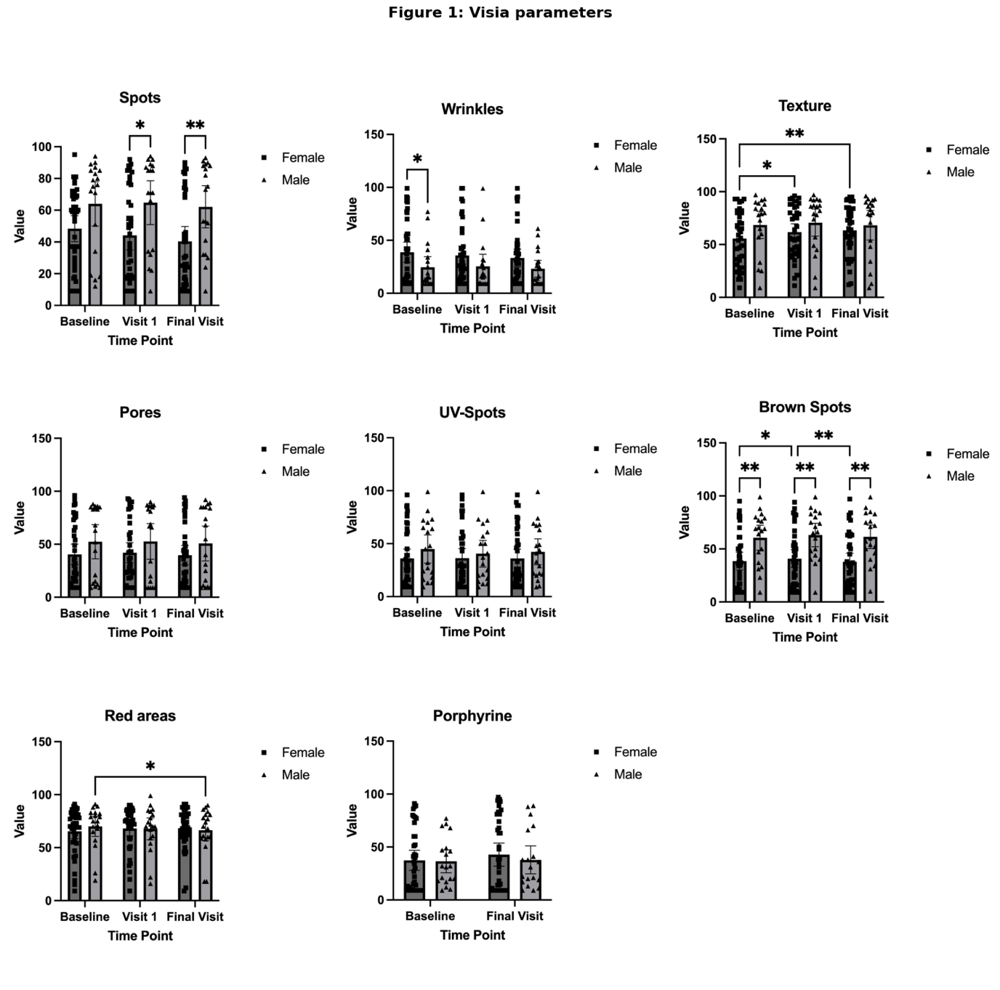 Figure 1: Visia parameters
Spots
*
**
100
80
60
40
20
0
Value
Baseline
Visit 1
Final Visit
Time Point
Female
Male
Wrinkles
*
150
100
50
0
Value
Baseline
Visit 1
Final Visit
Time Point
Female
Male
Texture
**
*
150
100
50
0
Value
Baseline
Visit 1
Final Visit
Time Point
Female
Male
Pores
150
100
50
0
Value
Baseline
Visit 1
Final Visit
Time Point
Female
Male
UV-Spots
150
100
50
0
Value
Baseline
Visit 1
Final Visit
Time Point
Female
Male
Brown Spots
*
**
**
**
**
150
100
50
0
Value
Baseline
Visit 1
Final Visit
Time Point
Female
Male
Red areas
*
150
100
50
0
Value
Baseline
Visit 1
Final Visit
Time Point
Female
Male
Porphyrine
150
100
50
0
Value
Baseline
Final Visit
Time Point
Female
Male